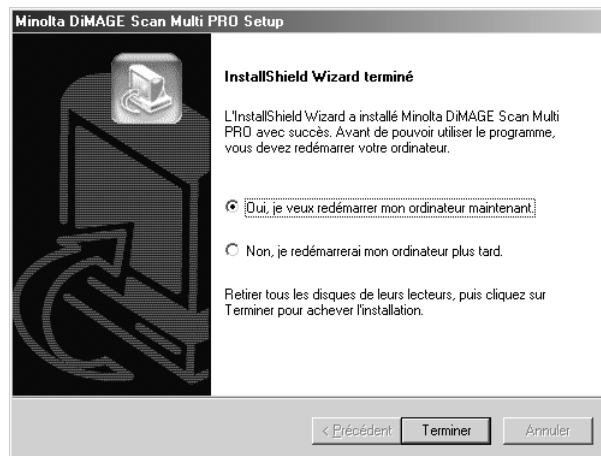 Minolta DiMAGE Scan Multi PRO Setup
InstallShield Wizard terminé
L'InstallShield Wizard a installé Minolta DiMAGE Scan Multi
PRO avec succès. Avant de pouvoir utiliser le programme,
vous devez redémarrer votre ordinateur.
Oui, je veux redémarrer mon ordinateur maintenant.
Non, je redémarrerai mon ordinateur plus tard.
Retirer tous les disques de leurs lecteurs, puis cliquez sur
Terminer pour achever l'installation.
< Précédent Terminer Annuler